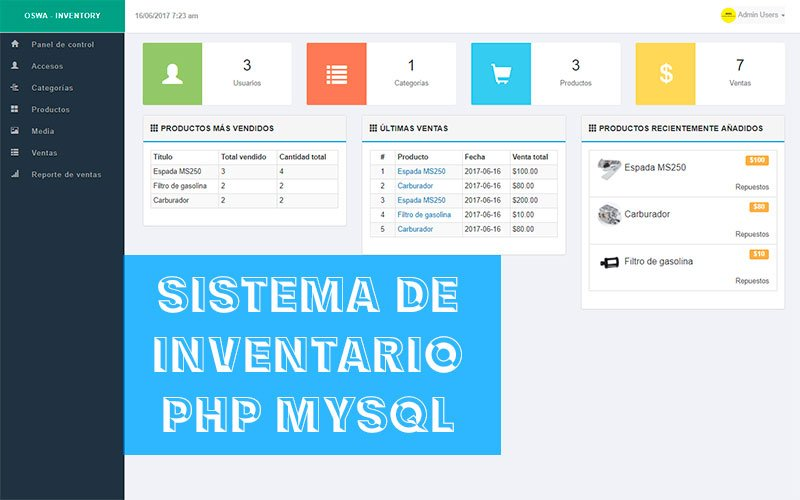 OSWA - INVENTORY
16/06/2017 7:23 am
Admin Users
Panel de control
Accesos
Categorías
Productos
Media
Ventas
Reporte de ventas
3
Usuarios
1
Categorías
3
Productos
$
7
Ventas
PRODUCTOS MÁS VENDIDOS
Título Total vendido Cantidad total
Espada MS250 3 4
Filtro de gasolina 2 2
Carburador 2 2
ÚLTIMAS VENTAS
# Producto Fecha Venta total
1 Espada MS250 2017-06-16 $100.00
2 Carburador 2017-06-16 $80.00
3 Espada MS250 2017-06-16 $200.00
4 Filtro de gasolina 2017-06-16 $10.00
5 Carburador 2017-06-16 $80.00
PRODUCTOS RECIENTEMENTE AÑADIDOS
Espada MS250 $100
Repuestos
Carburador $80
Repuestos
Filtro de gasolina $10
Repuestos
SISTEMA DE
INVENTARIO
PHP MYSQL